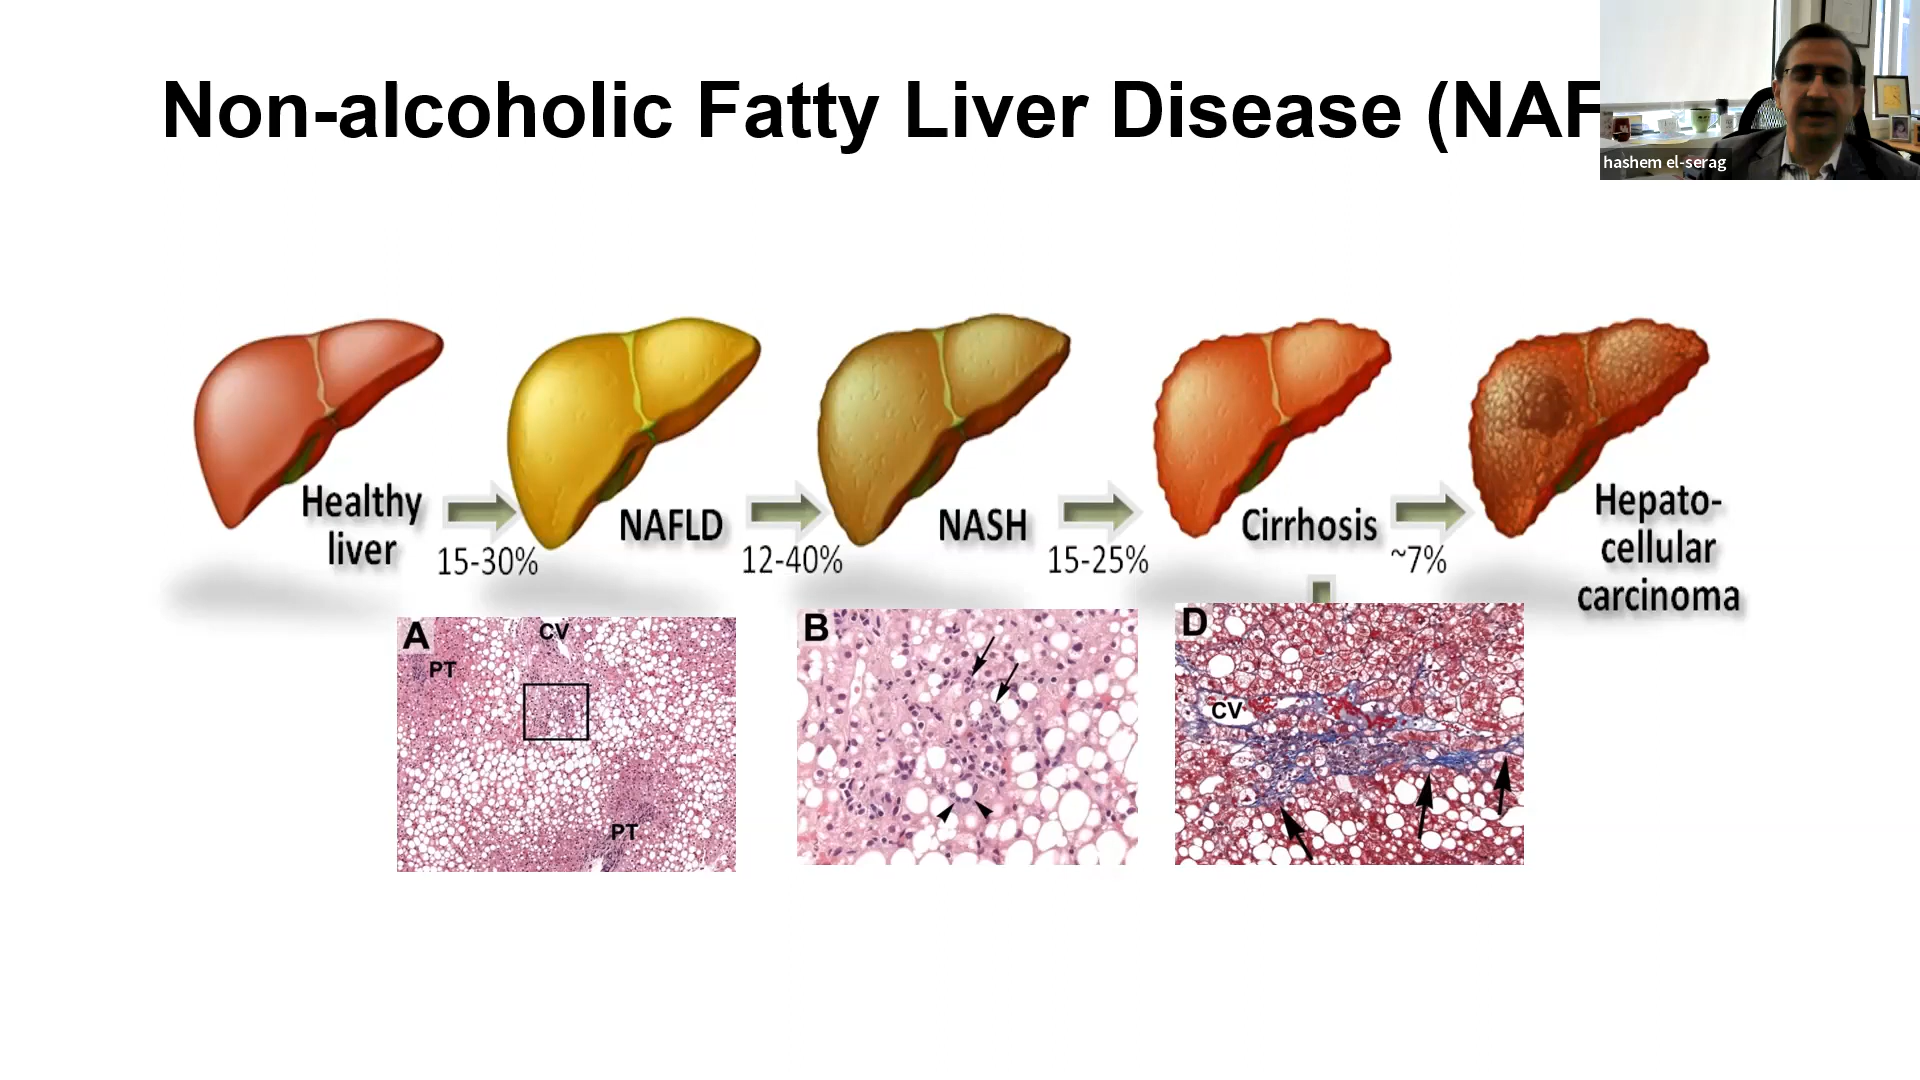 Non-alcoholic Fatty Liver Disease (NAF
hashem el-serag
Healthy
liver
15-30%
NAFLD
12-40%
NASH
15-25%
Cirrhosis
~7%
Hepato-
cellular
carcinoma
A
CV
PT
PT
B
D
CV